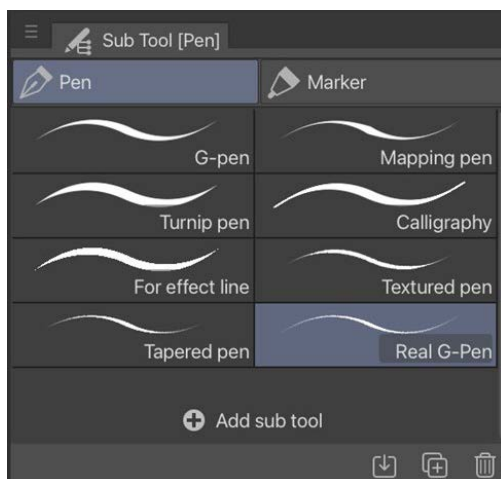 Sub Tool [Pen]
Pen
Marker
G-pen
Mapping pen
Turnip pen
Calligraphy
For effect line
Textured pen
Tapered pen
Real G-Pen
Add sub tool